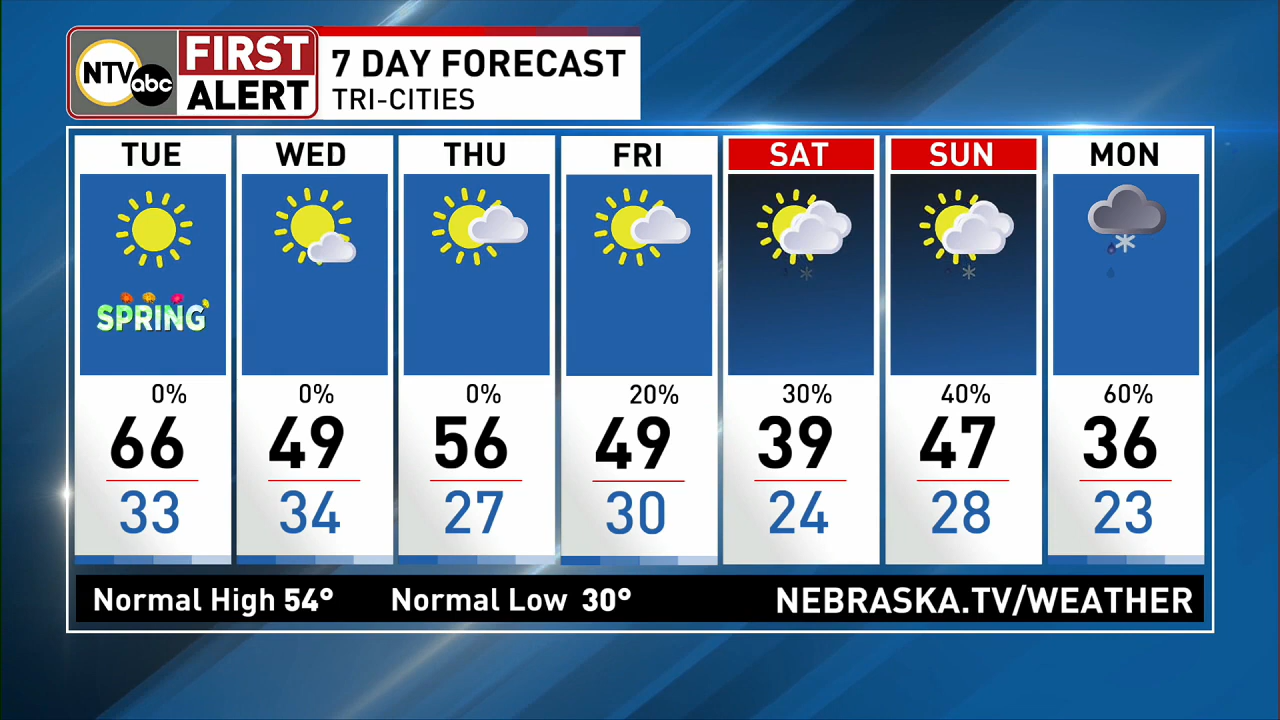 NTV abc
FIRST
ALERT
7 DAY FORECAST
TRI-CITIES
TUE WED THU FRI SAT SUN MON
SPRING
0% 0% 0% 20% 30% 40% 60%
66 49 56 49 39 47 36
33 34 27 30 24 28 23
Normal High 54° Normal Low 30° NEBRASKA.TV/WEATHER